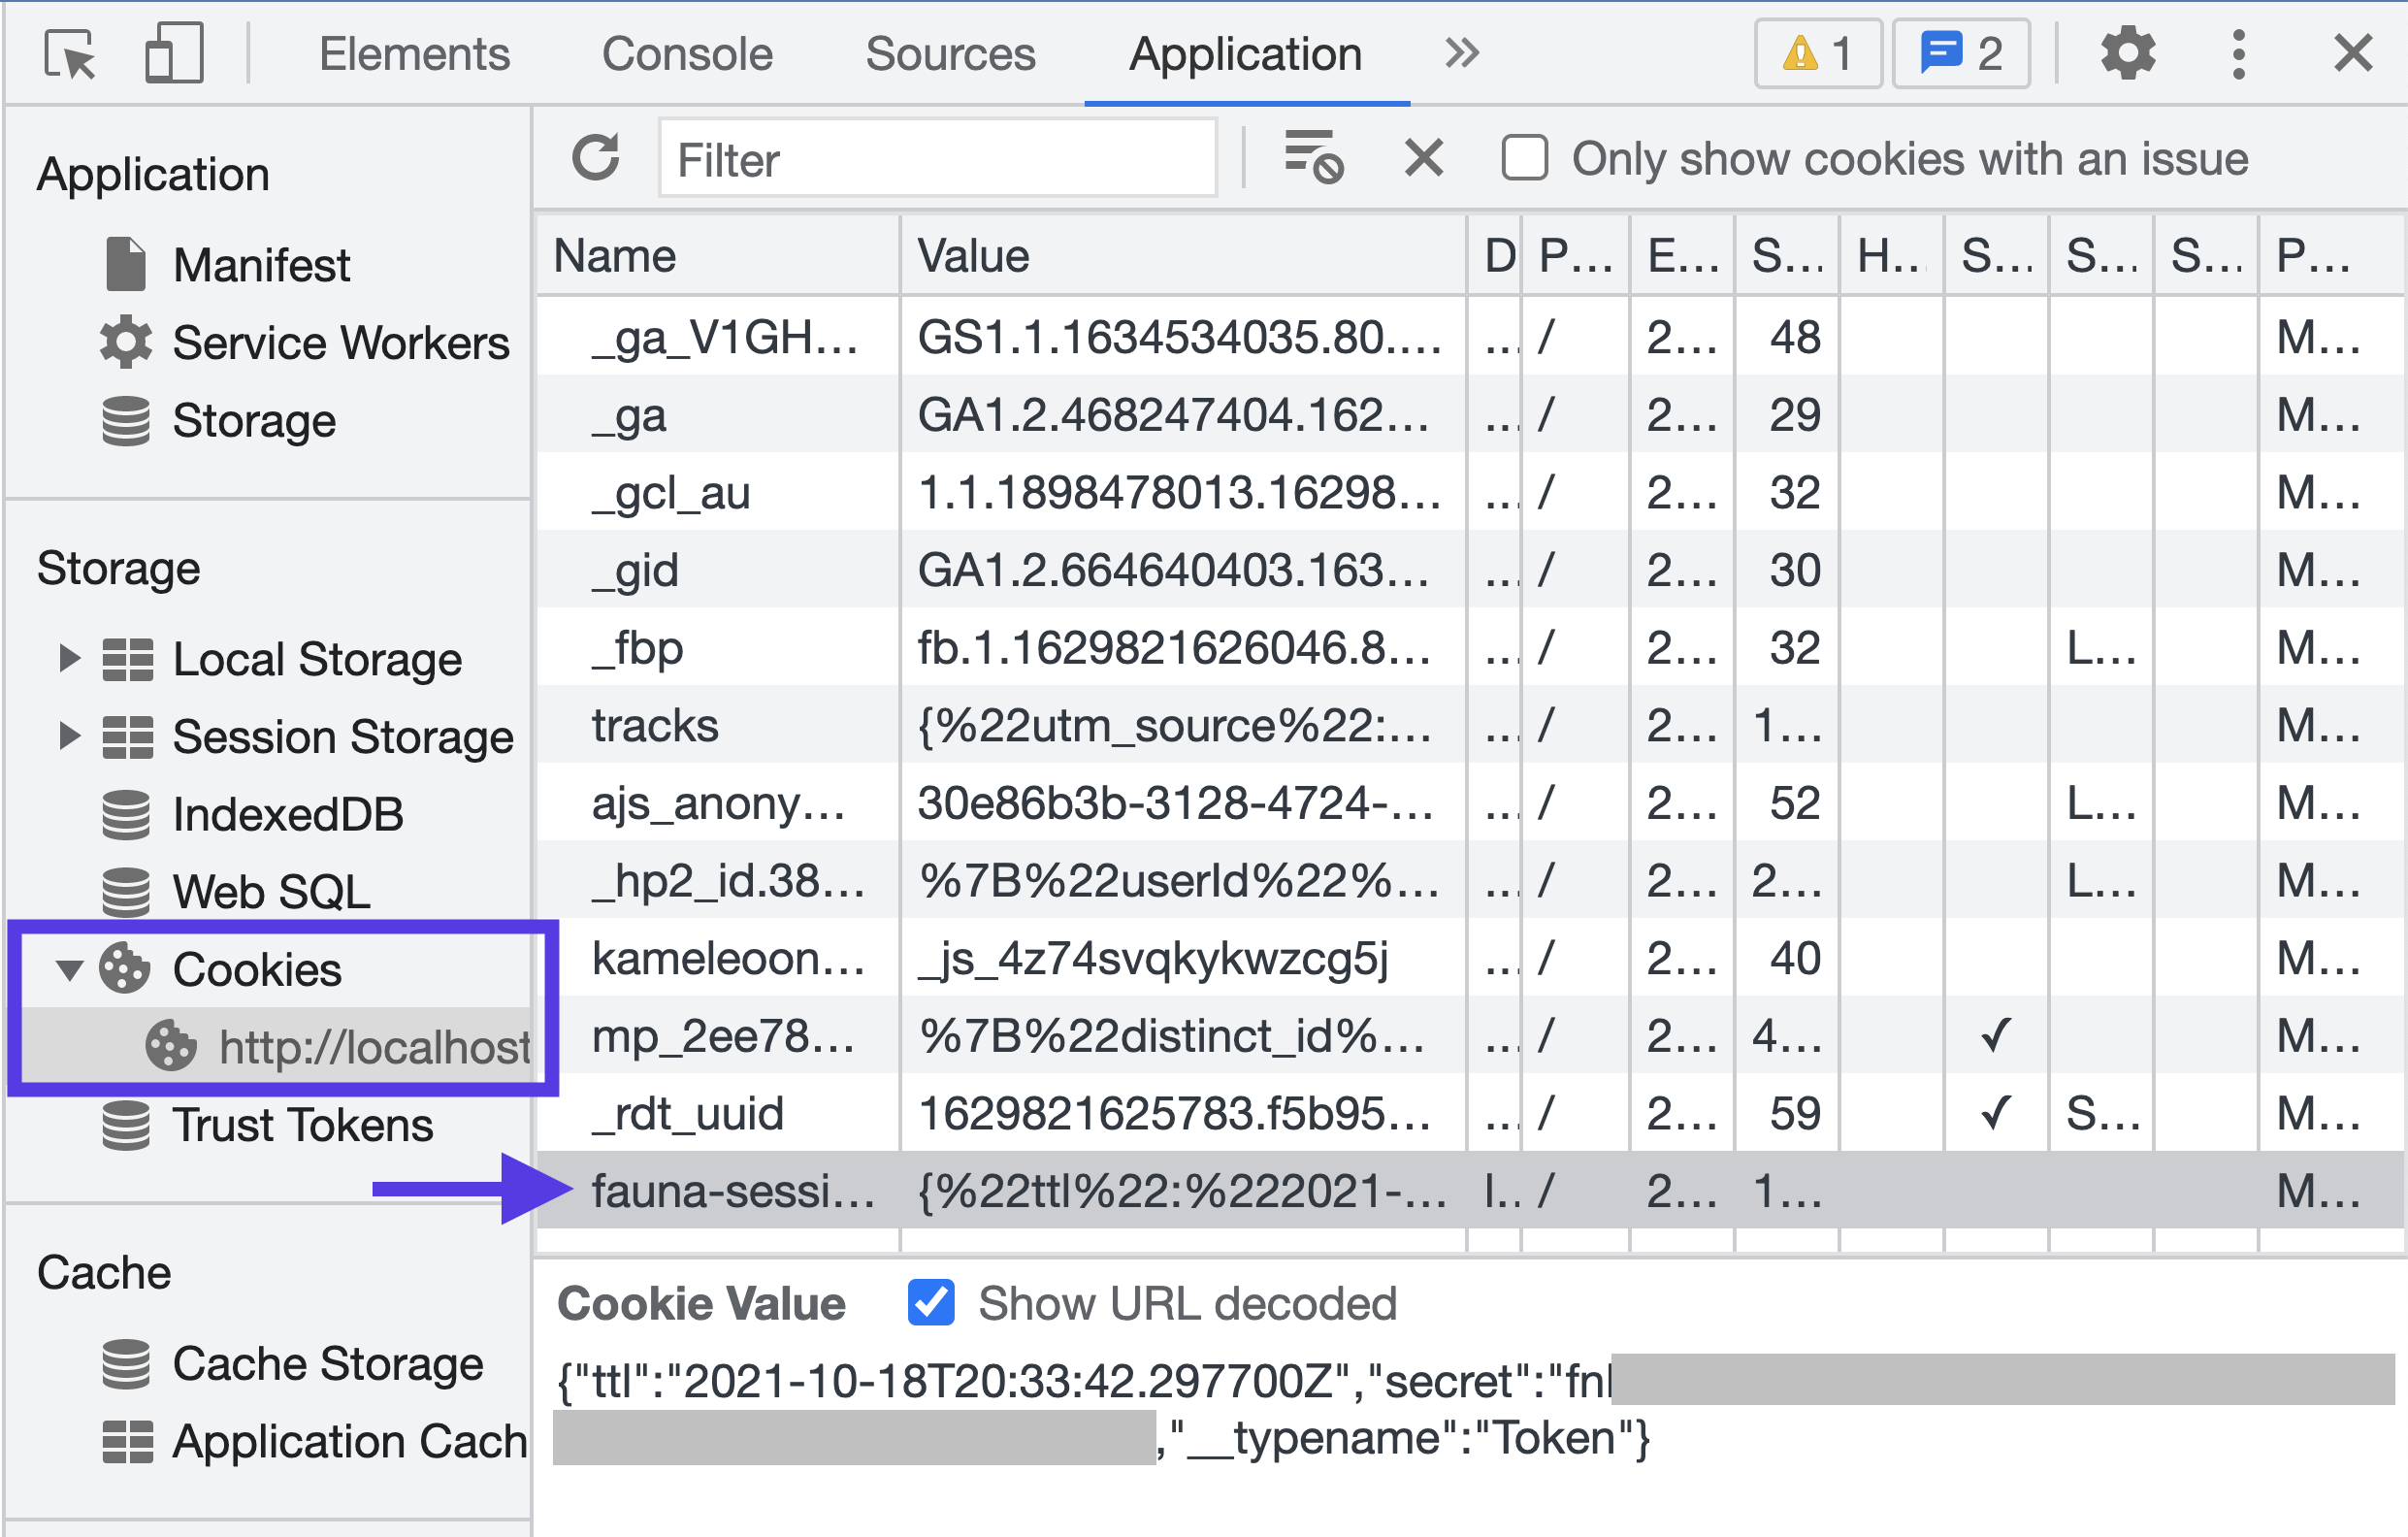 Elements Console Sources Application 1 2
Application
Manifest
Service Workers
Storage
Storage
Local Storage
Session Storage
IndexedDB
Web SQL
Cookies
http://localhost
Trust Tokens
Cache
Cache Storage
Application Cach
Filter Only show cookies with an issue
Name Value D P... E... S... H... S... S... S... P...
_ga_V1GH... GS1.1.1634534035.80.... ... / 2... 48 M...
_ga GA1.2.468247404.162... ... / 2... 29 M...
_gcl_au 1.1.1898478013.16298... ... / 2... 32 M...
_gid GA1.2.664640403.163... ... / 2... 30 M...
_fbp fb.1.1629821626046.8... ... / 2... 32 L... M...
tracks {%22utm_source%22:... ... / 2... 1... M...
ajs_anony... 30e86b3b-3128-4724-... ... / 2... 52 L... M...
_hp2_id.38... %7B%22userId%22%... ... / 2... 2... L... M...
kameleoon... _js_4z74svqkykwzcg5j ... / 2... 40 M...
mp_2ee78... %7B%22distinct_id%... ... / 2... 4... ✓ M...
_rdt_uuid 1629821625783.f5b95... ... / 2... 59 ✓ S... M...
fauna-sessi... {%22ttl%22:%222021-... l... / 2... 1... M...
Cookie Value Show URL decoded
{"ttl":"2021-10-18T20:33:42.297700Z","secret":"fn
,"__typename":"Token"}